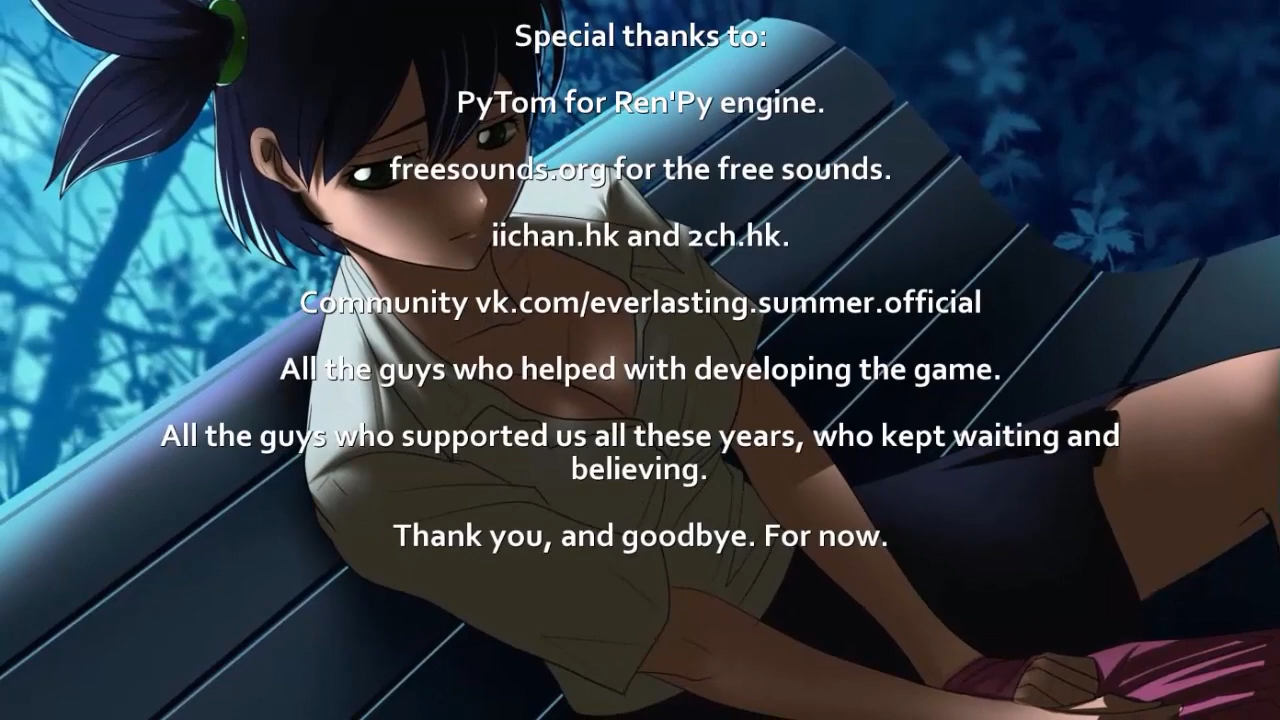 Special thanks to:
PyTom for Ren'Py engine.
freesounds.org for the free sounds.
iichan.hk and 2ch.hk.
Community vk.com/everlasting.summer.official
All the guys who helped with developing the game.
All the guys who supported us all these years, who kept waiting and
believing.
Thank you, and goodbye. For now.